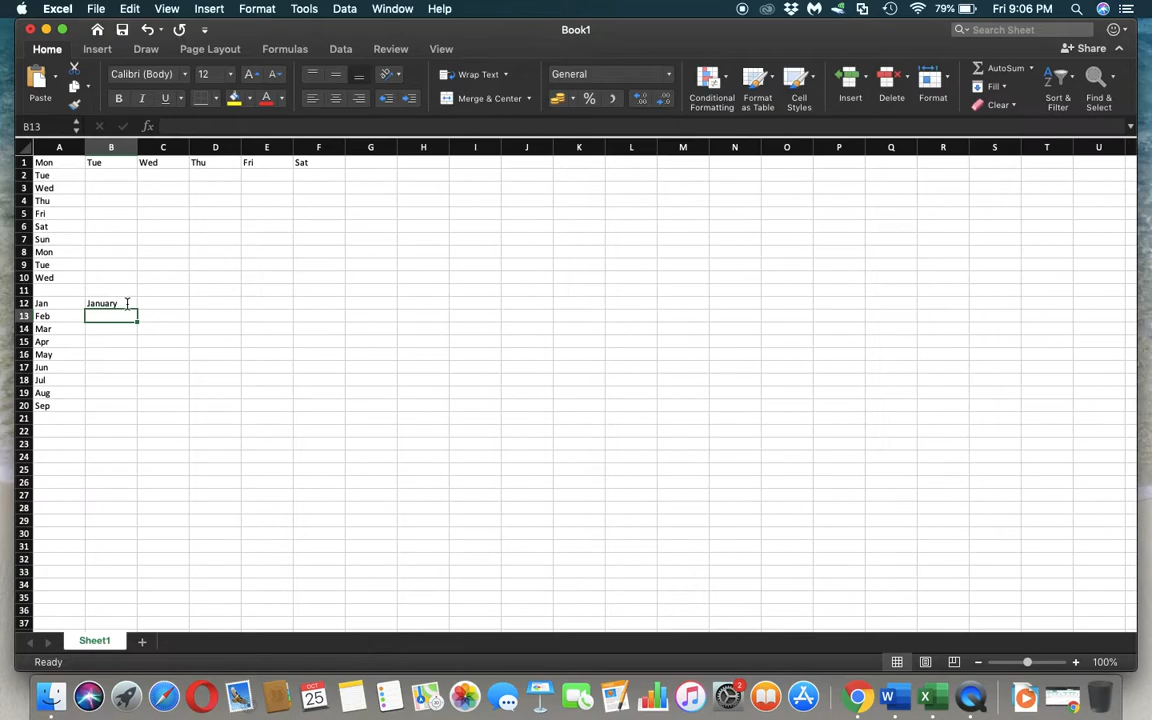 Excel File Edit View Insert Format Tools Data Window Help 79% Fri 9:06 PM
Book1 Search Sheet
Home Insert Draw Page Layout Formulas Data Review View Share
Paste Calibri (Body) 12 A A Wrap Text General Conditional Formatting Format as Table Cell Styles Insert Delete Format AutoSum Sort & Filter Find & Select
B I U A Merge & Center % Fill Clear
B13 fx
A B C D E F G H I J K L M N O P Q R S T U
1 Mon Tue Wed Thu Fri Sat
2 Tue
3 Wed
4 Thu
5 Fri
6 Sat
7 Sun
8 Mon
9 Tue
10 Wed
11
12 Jan January
13 Feb
14 Mar
15 Apr
16 May
17 Jun
18 Jul
19 Aug
20 Sep
21
22
23
24
25
26
27
28
29
30
31
32
33
34
35
36
37
Sheet1
Ready 100%
OCT 25 2